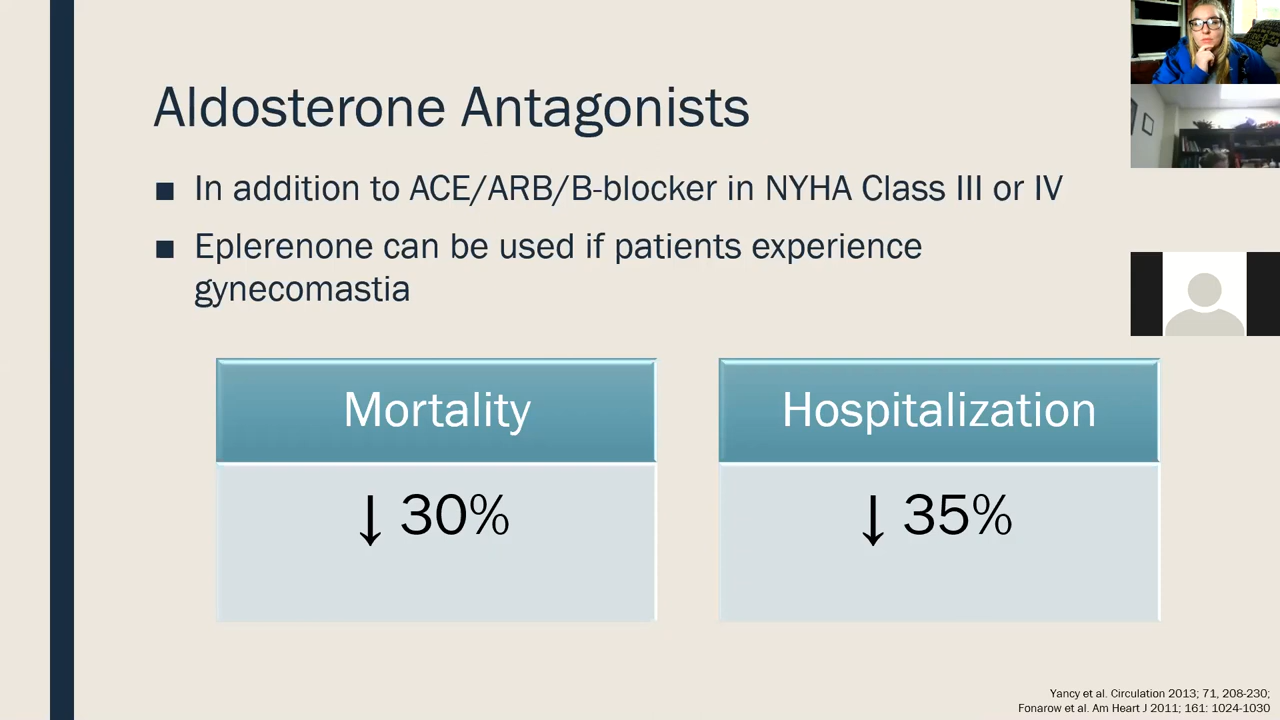 Aldosterone Antagonists
■ In addition to ACE/ARB/B-blocker in NYHA Class III or IV
■ Eplerenone can be used if patients experience
gynecomastia
Mortality
↓ 30%
Hospitalization
↓ 35%
Yancy et al. Circulation 2013; 71, 208-230;
Fonarow et al. Am Heart J 2011; 161: 1024-1030